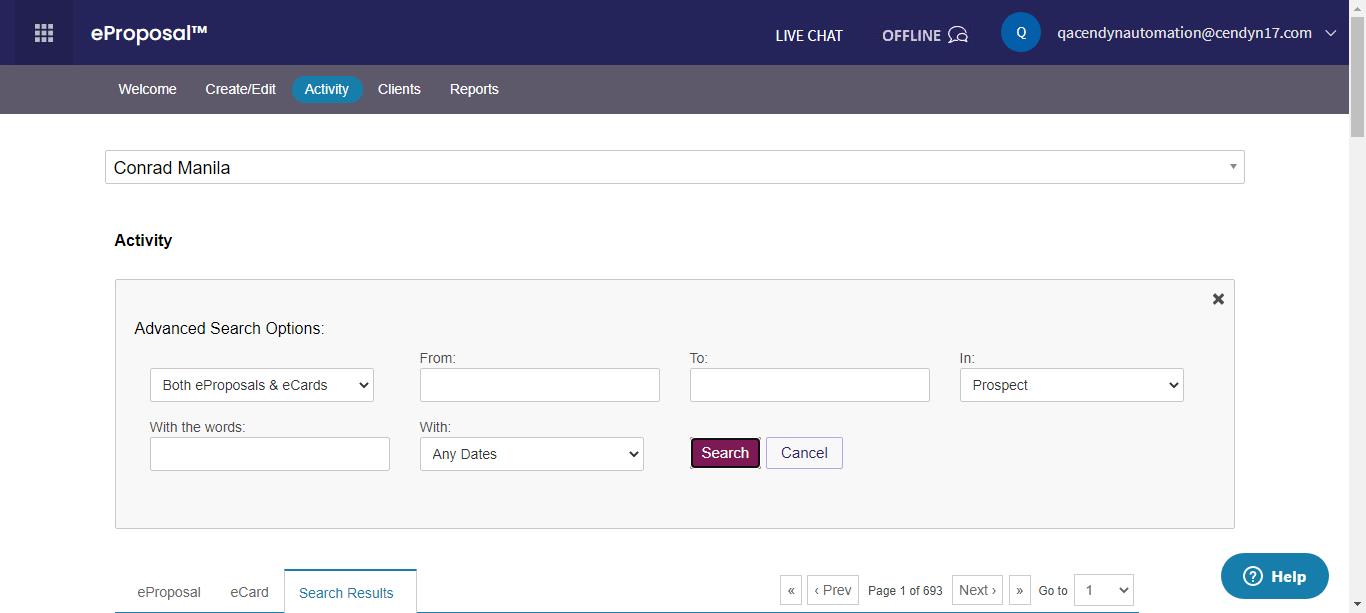 eProposal™
LIVE CHAT
OFFLINE
Q
qacendynautomation@cendyn17.com
Welcome
Create/Edit
Activity
Clients
Reports
Conrad Manila
Activity
Advanced Search Options:
From:
To:
In:
Both eProposals & eCards
Prospect
With the words:
With:
Any Dates
Search
Cancel
eProposal
eCard
Search Results
«
‹ Prev
Page 1 of 693
Next ›
»
Go to
1
? Help